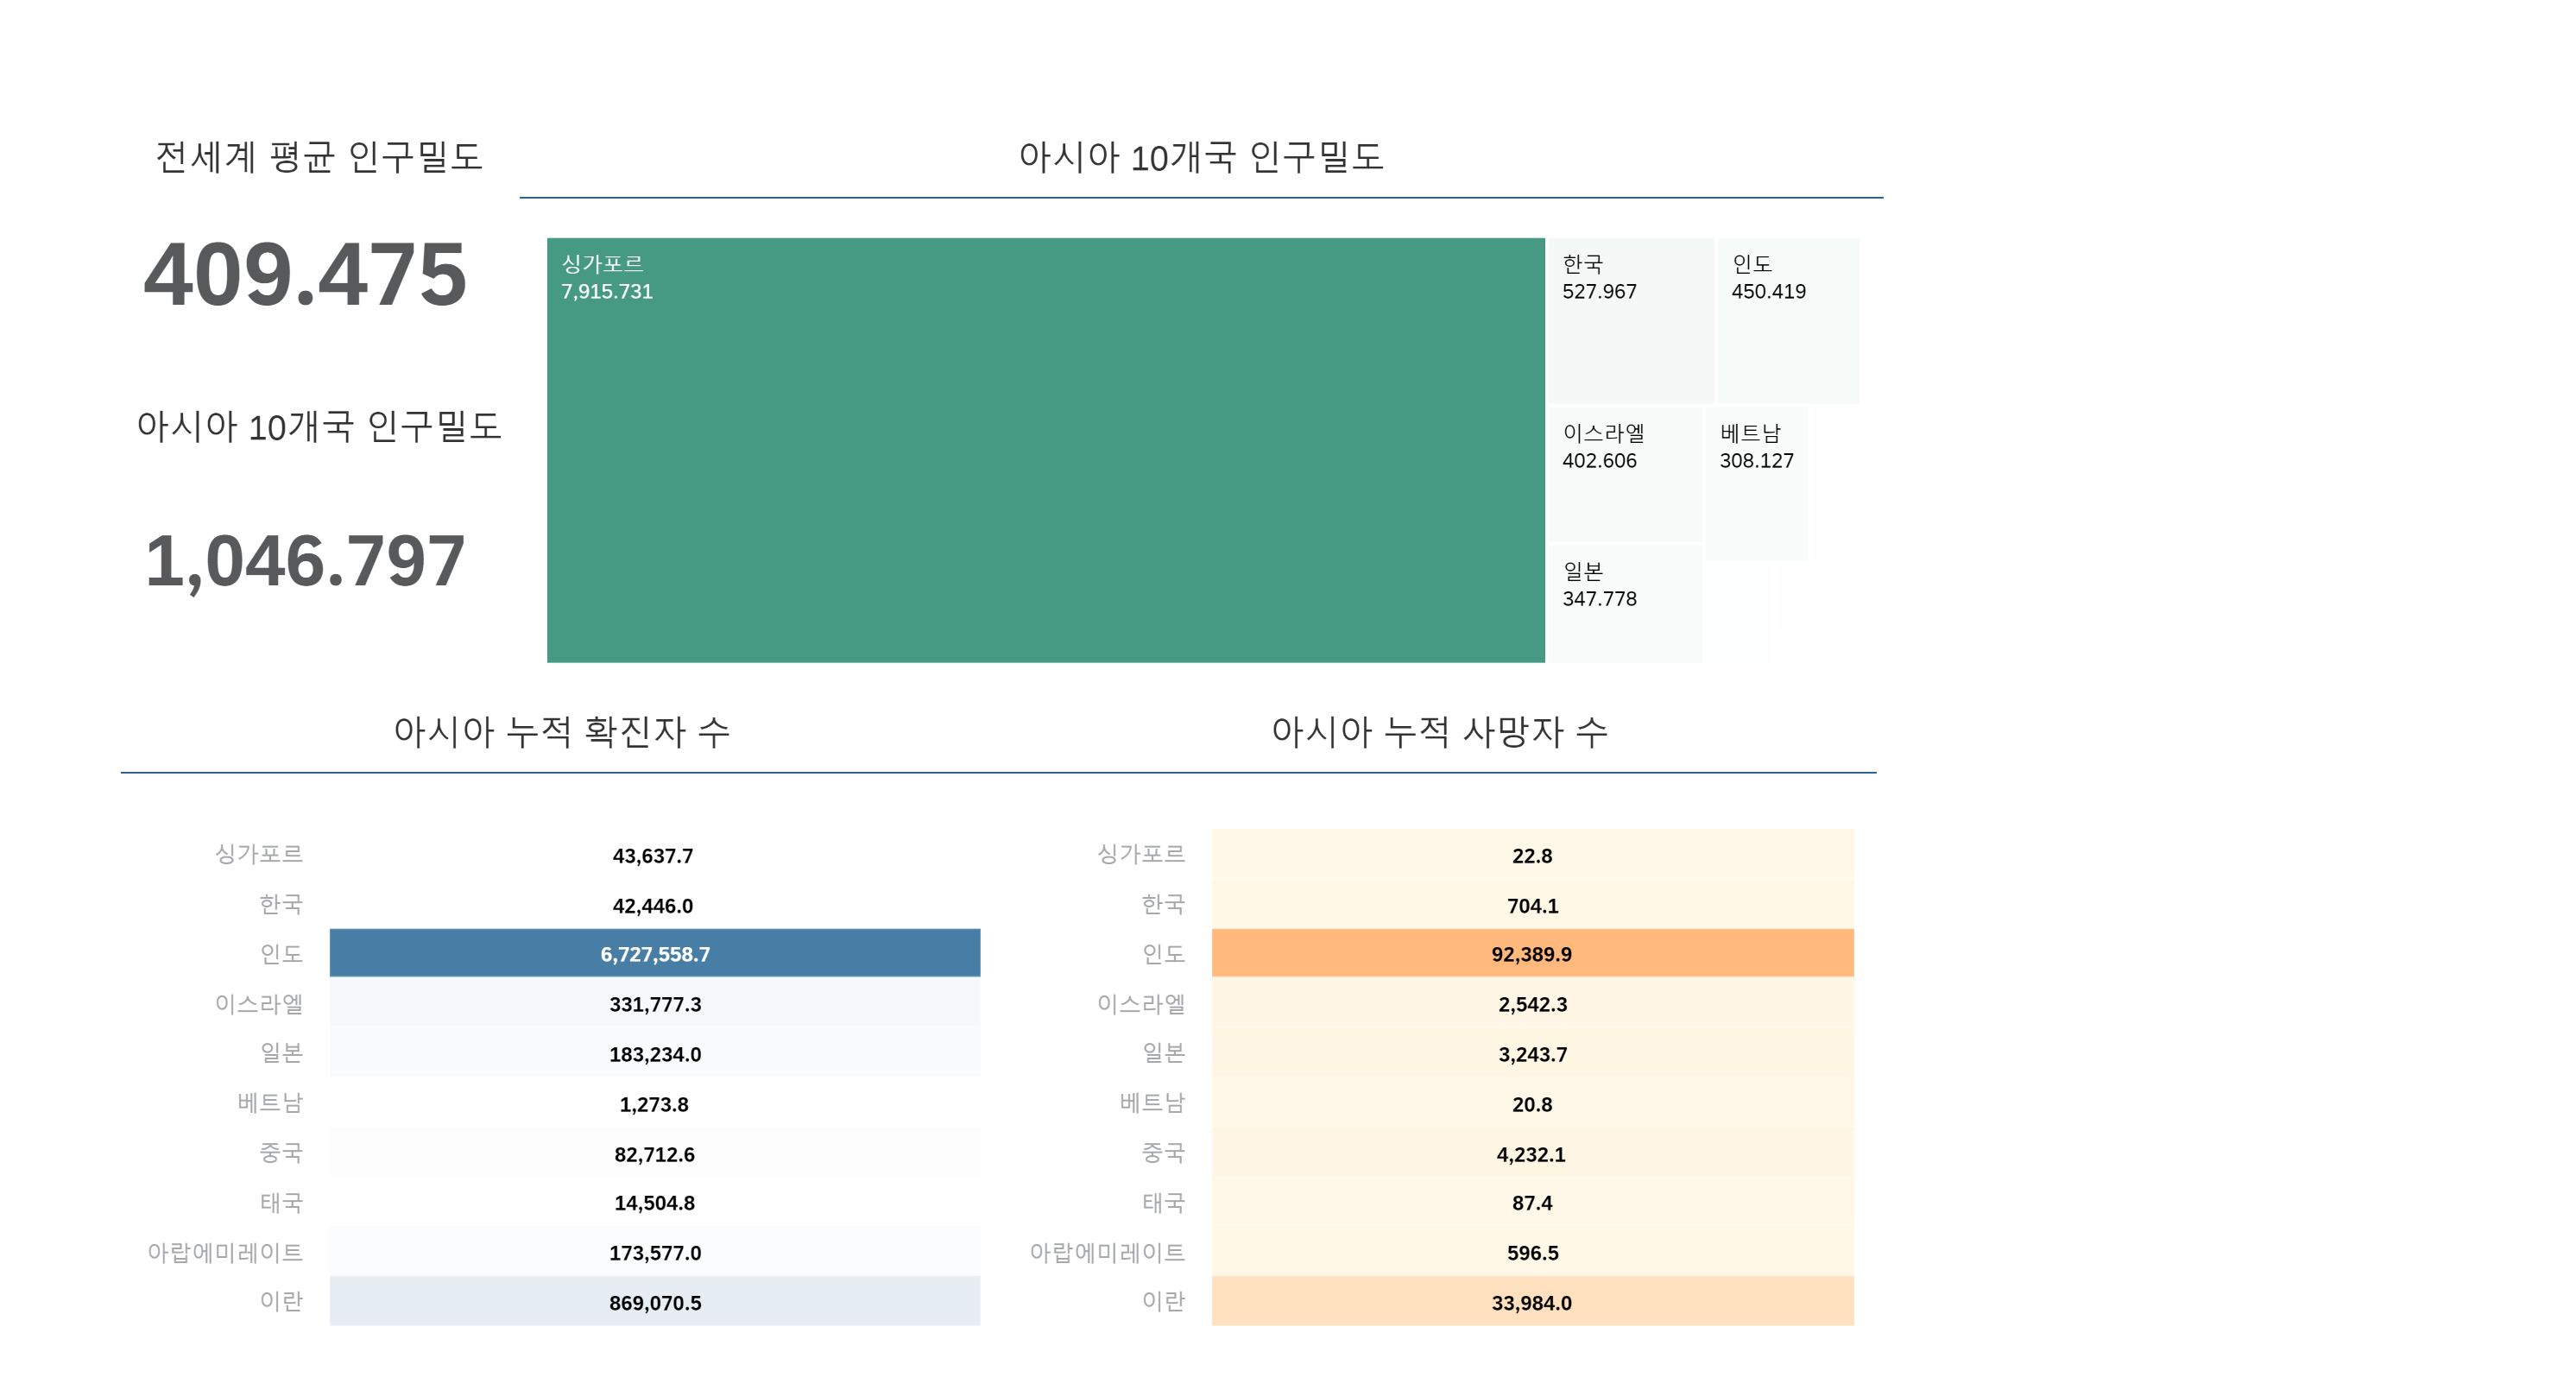 전세계 평균 인구밀도
409.475
아시아 10개국 인구밀도
1,046.797
아시아 10개국 인구밀도
싱가포르
7,915.731
한국
527.967
인도
450.419
이스라엘
402.606
베트남
308.127
일본
347.778
아시아 누적 확진자 수
싱가포르 43,637.7
한국 42,446.0
인도 6,727,558.7
이스라엘 331,777.3
일본 183,234.0
베트남 1,273.8
중국 82,712.6
태국 14,504.8
아랍에미레이트 173,577.0
이란 869,070.5
아시아 누적 사망자 수
싱가포르 22.8
한국 704.1
인도 92,389.9
이스라엘 2,542.3
일본 3,243.7
베트남 20.8
중국 4,232.1
태국 87.4
아랍에미레이트 596.5
이란 33,984.0